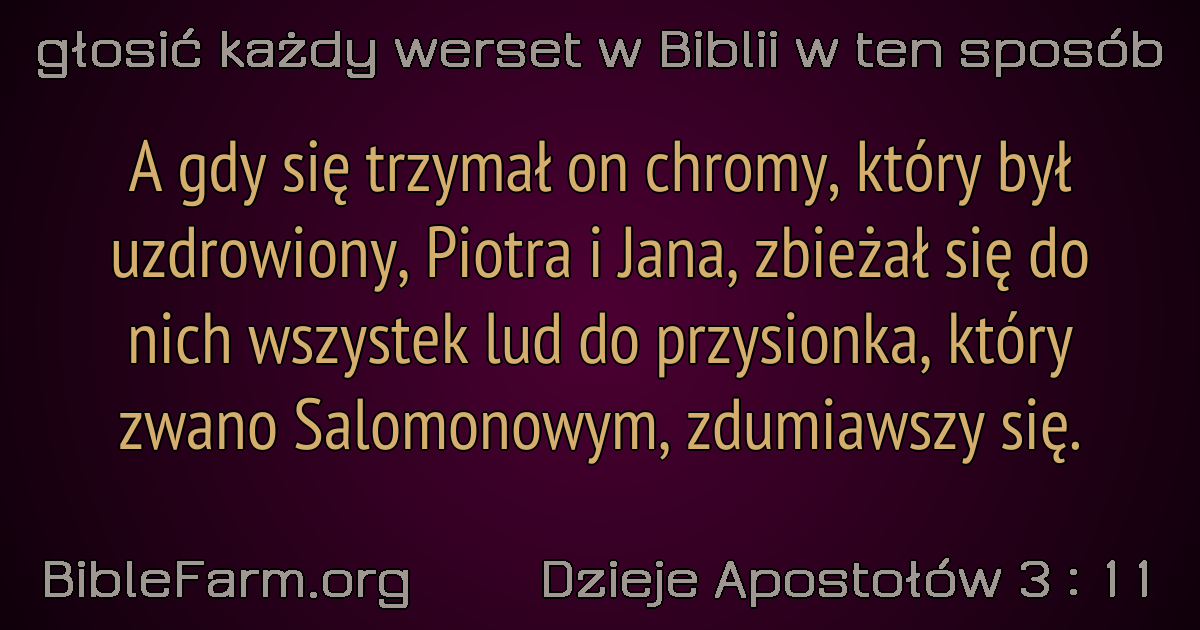 głosić każdy werset w Biblii w ten sposób
A gdy się trzymał on chromy, który był
uzdrowiony, Piotra i Jana, zbieżał się do
nich wszystek lud do przysionka, który
zwano Salomonowym, zdumiawszy się.
BibleFarm.org
Dzieje Apostołów 3 : 11